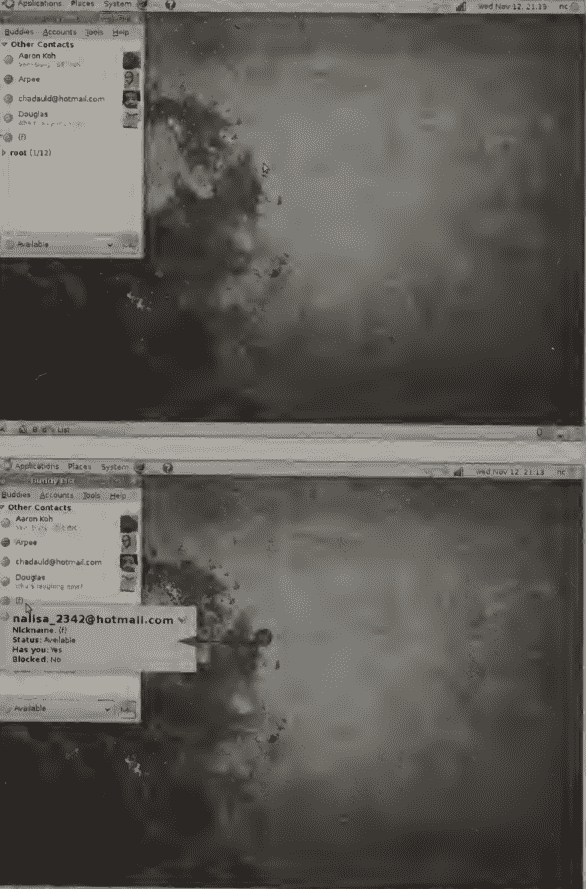 Applications Places System
Wed Nov 12, 21:13
Buddies Accounts Tools Help
Other Contacts
Aaron Koh
Arpee
chadauld@hotmail.com
Douglas
(f)
root (1/12)
Available
List
Applications Places System
Wed Nov 12, 21:13
Buddy List
Buddies Accounts Tools Help
Other Contacts
Aaron Koh
Arpee
chadauld@hotmail.com
Douglas
(f)
nalisa_2342@hotmail.com
Nickname: (f)
Status: Available
Has you: Yes
Blocked: No
Available